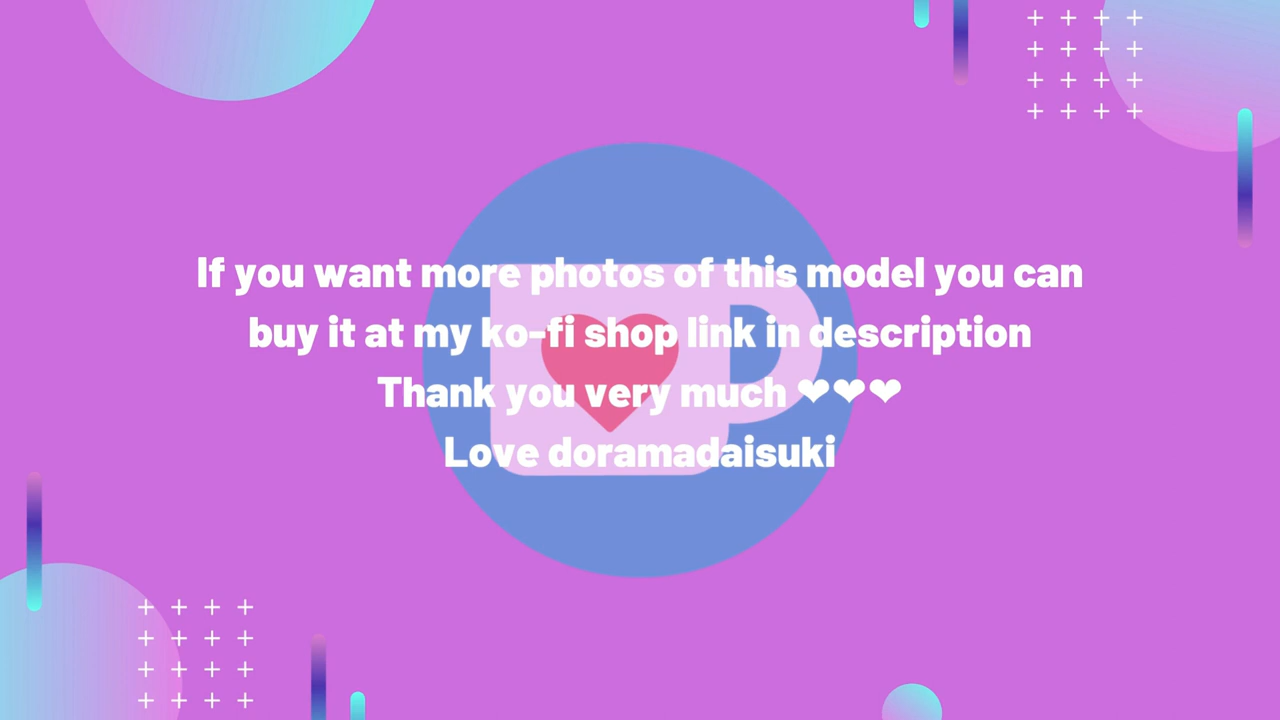 If you want more photos of this model you can
buy it at my ko-fi shop link in description
Thank you very much ❤❤❤
Love doramadaisuki